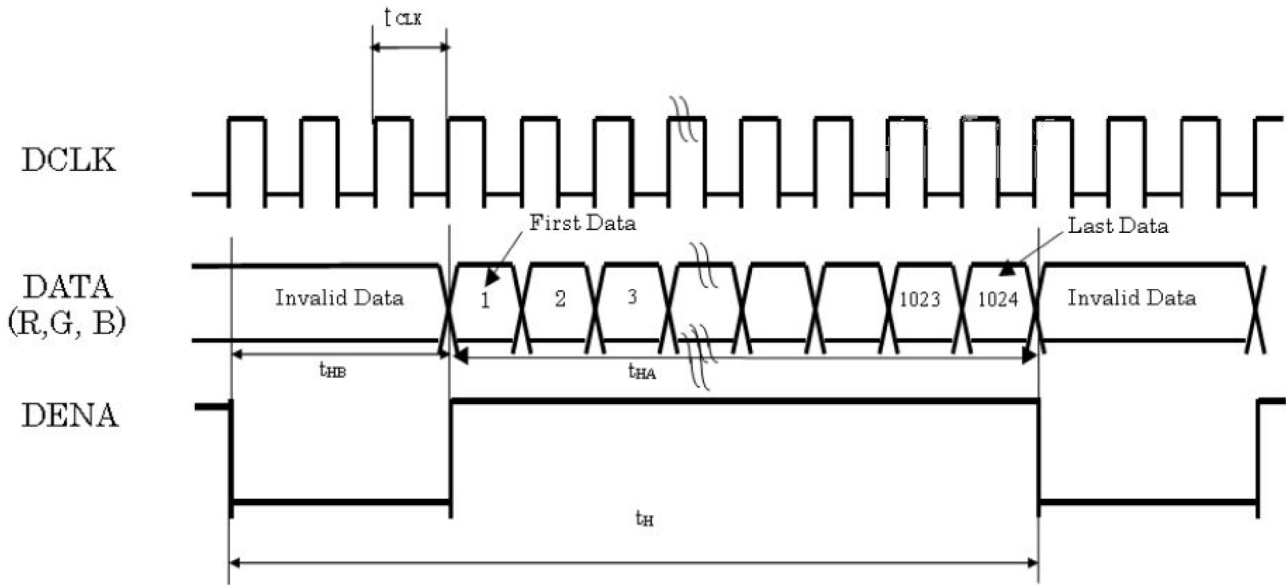 t CLK
DCLK
First Data
Last Data
DATA
(R,G, B)
Invalid Data
1
2
3
1023
1024
Invalid Data
tHB
tHA
DENA
tH